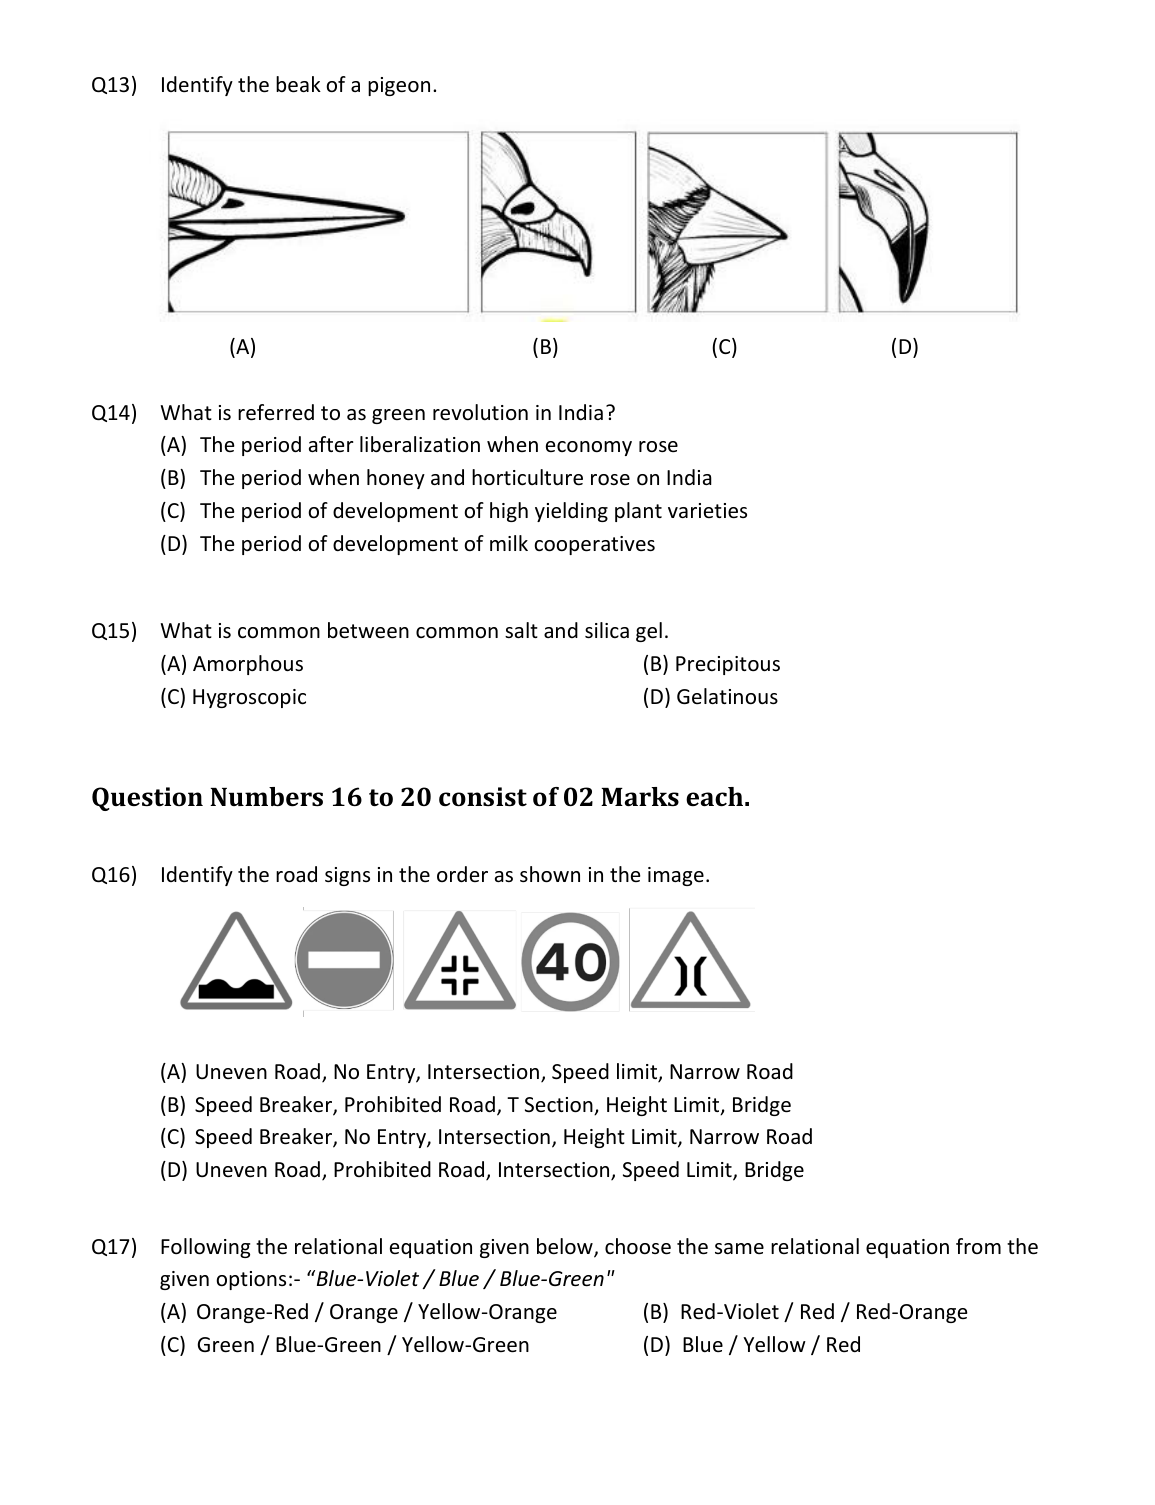 Q13) Identify the beak of a pigeon.
(A) (B) (C) (D)
Q14) What is referred to as green revolution in India?
(A) The period after liberalization when economy rose
(B) The period when honey and horticulture rose on India
(C) The period of development of high yielding plant varieties
(D) The period of development of milk cooperatives
Q15) What is common between common salt and silica gel.
(A) Amorphous (B) Precipitous
(C) Hygroscopic (D) Gelatinous
Question Numbers 16 to 20 consist of 02 Marks each.
Q16) Identify the road signs in the order as shown in the image.
40
(A) Uneven Road, No Entry, Intersection, Speed limit, Narrow Road
(B) Speed Breaker, Prohibited Road, T Section, Height Limit, Bridge
(C) Speed Breaker, No Entry, Intersection, Height Limit, Narrow Road
(D) Uneven Road, Prohibited Road, Intersection, Speed Limit, Bridge
Q17) Following the relational equation given below, choose the same relational equation from the
given options:- “Blue-Violet / Blue / Blue-Green"
(A) Orange-Red / Orange / Yellow-Orange (B) Red-Violet / Red / Red-Orange
(C) Green / Blue-Green / Yellow-Green (D) Blue / Yellow / Red